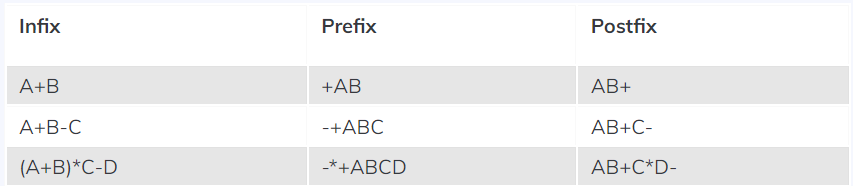 Infix Prefix Postfix
A+B +AB AB+
A+B-C -+ABC AB+C-
(A+B)*C-D -*+ABCD AB+C*D-